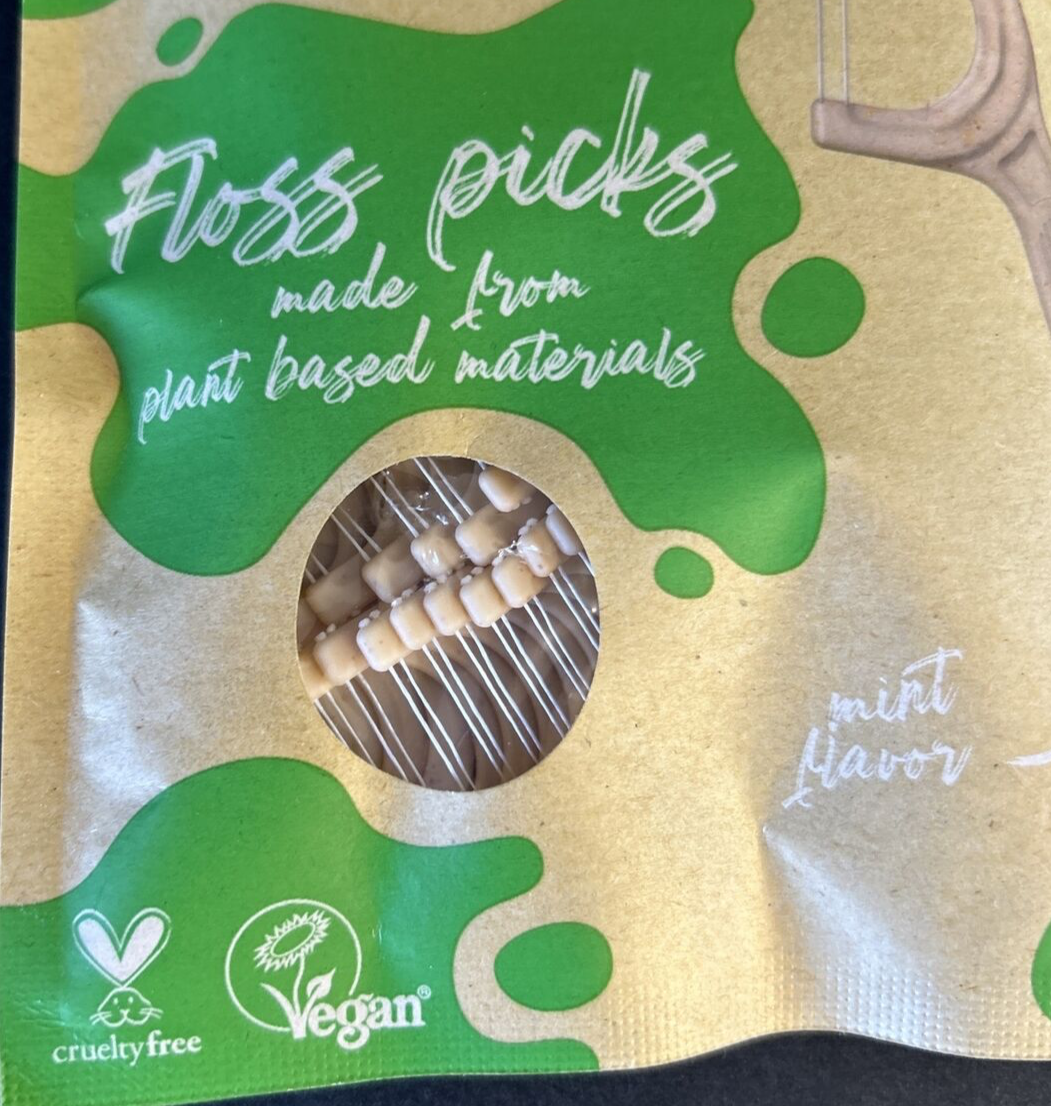 Floss picks
made from
plant based materials
mint
flavor
crueltyfree
Vegan®